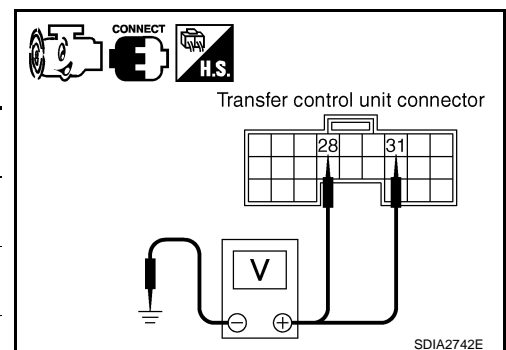 CONNECT
H.S.
Transfer control unit connector
28 31
V
− +
SDIA2742E